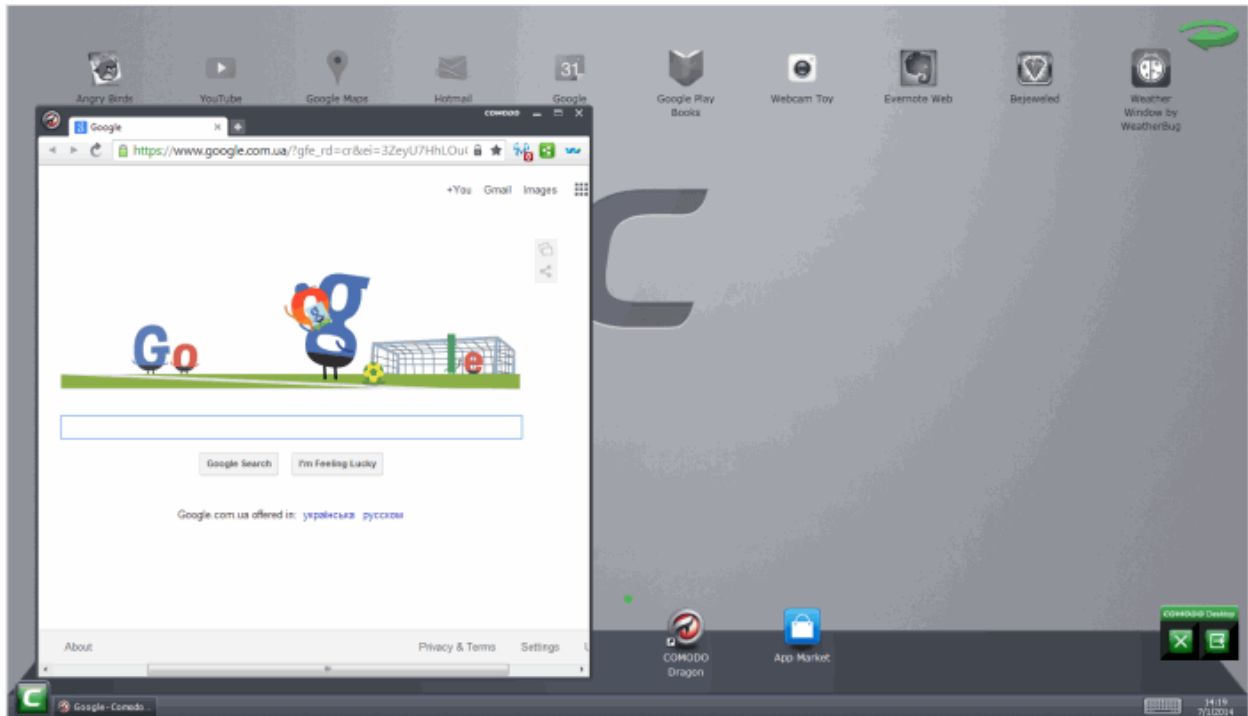 Angry Birds
YouTube
Google Maps
Hotmail
31
Google
Google Play
Books
Webcam Toy
Evernote Web
Bejeweled
Weather
Window by
WeatherBug
COMODO
Google
https://www.google.com.ua/?gfe_rd=cr&ei=3ZeyU7HhLOu
+You Gmail Images
Google
Google Search
I'm Feeling Lucky
Google.com.ua offered in: українська русском
About
Privacy & Terms
Settings
COMODO
Dragon
App Market
COMODO Desktop
C
Google - Comodo ...
14:19
7/1/2014